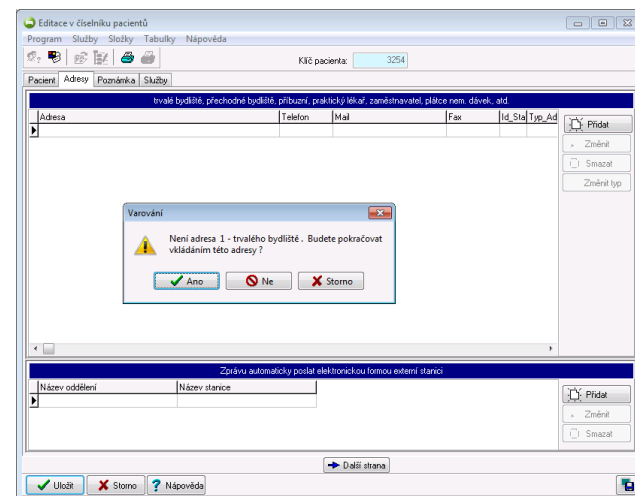 Editace v číselníku pacientů
Program Služby Složky Tabulky Nápověda
Klíč pacienta: 3254
Pacient Adresy Poznámka Služby
trvalé bydliště, přechodné bydliště, příbuzní, praktický lékař, zaměstnavatel, plátce nem. dávek, atd.
Adresa Telefon Mail Fax Id_Sta Typ_Ad
Přidat
Změnit
Smazat
Změnit typ
Varování
Není adresa 1 - trvalého bydliště . Budete pokračovat
vkládáním této adresy ?
Ano Ne Storno
Zprávu automaticky poslat elektronickou formou externí stanici
Název oddělení Název stanice
Přidat
Změnit
Smazat
Další strana
Uložit Storno ? Nápověda